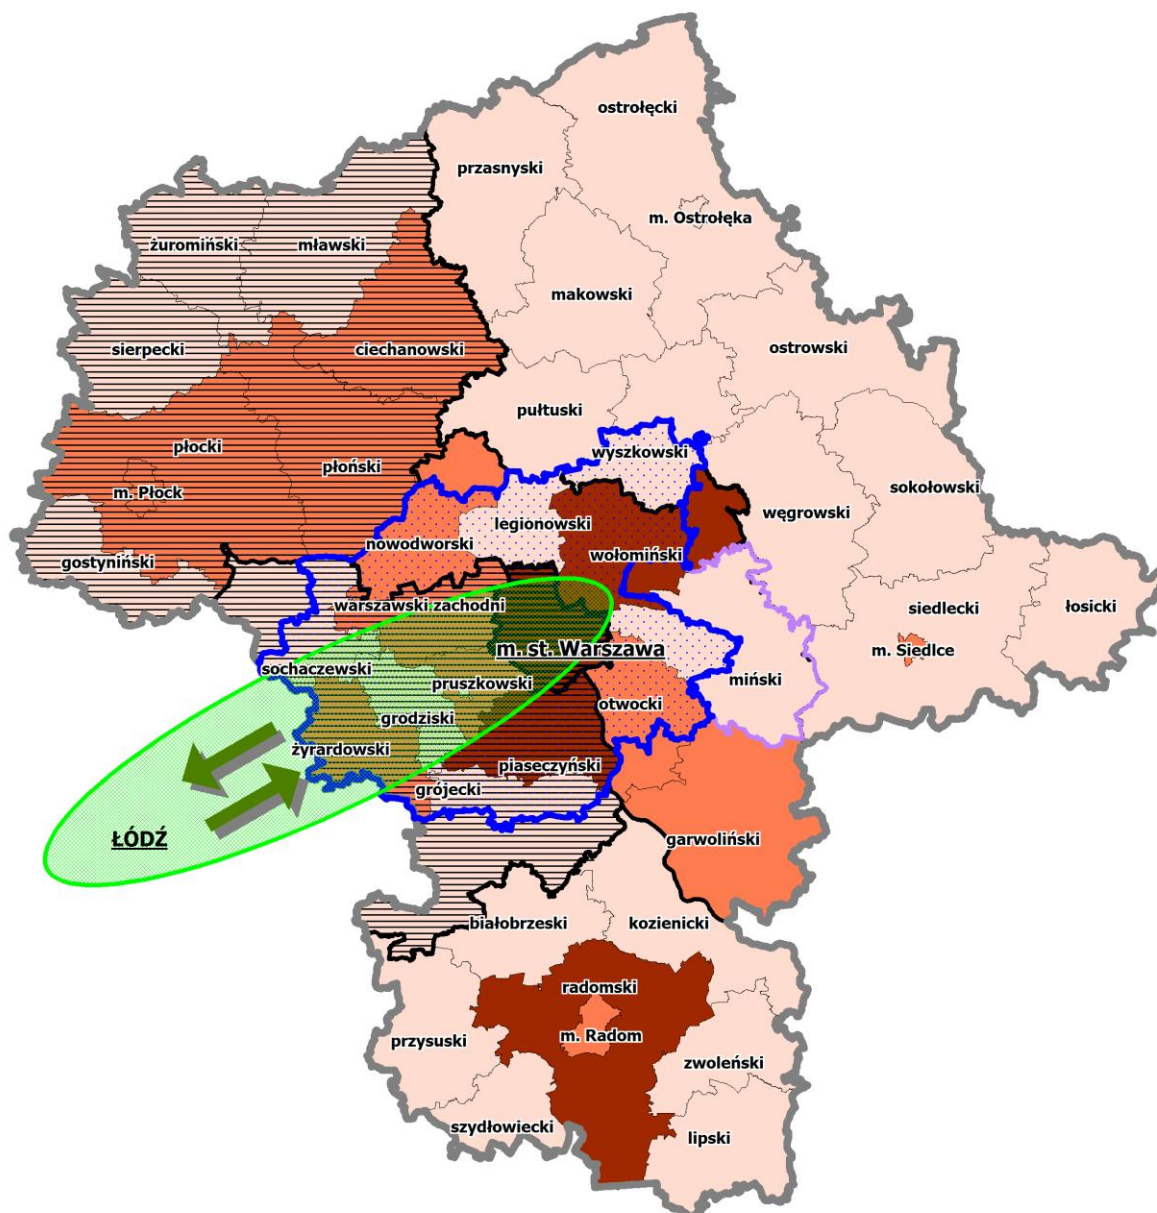 ostrołęcki
przasnyski
m. Ostrołęka
żuromiński
mławski
makowski
sierpecki
ciechanowski
ostrowski
pułtuski
płocki
wyszkowski
płoński
m. Płock
sokołowski
węgrowski
legionowski
nowodworski
wołomiński
gostyniński
warszawski zachodni
siedlecki
łosicki
m. st. Warszawa
m. Siedlce
sochaczewski
pruszkowski
miński
otwocki
grodziski
żyrardowski
piaseczyński
grójecki
ŁÓDŹ
garwoliński
białobrzeski
kozienicki
radomski
m. Radom
przysuski
zwoleński
szydłowiecki
lipski